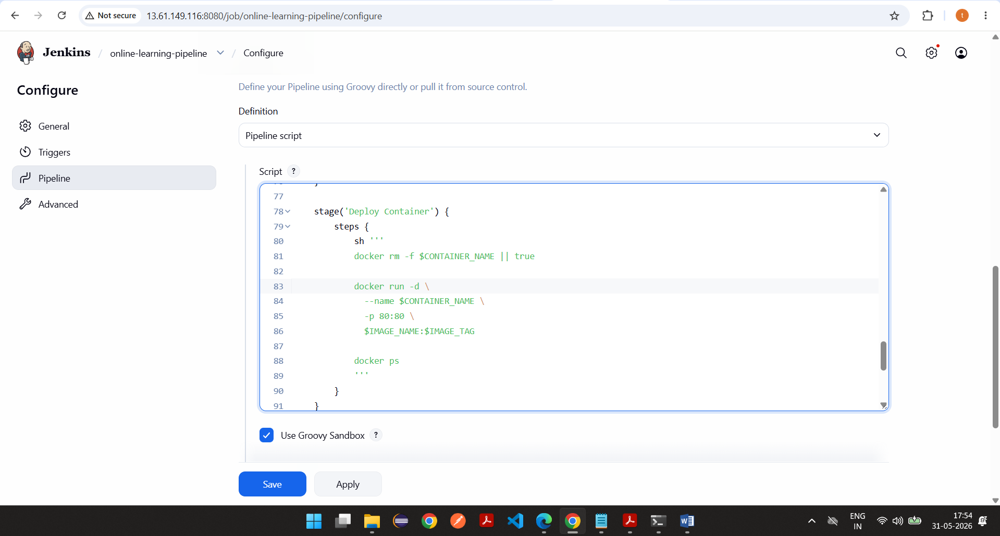 Not secure
13.61.149.116:8080/job/online-learning-pipeline/configure
t
Jenkins / online-learning-pipeline / Configure
Configure
General
Triggers
Pipeline
Advanced
Define your Pipeline using Groovy directly or pull it from source control.
Definition
Pipeline script
Script ?
77
78 stage('Deploy Container') {
79 steps {
80 sh '''
81 docker rm -f $CONTAINER_NAME || true
82
83 docker run -d \
84 --name $CONTAINER_NAME \
85 -p 80:80 \
86 $IMAGE_NAME:$IMAGE_TAG
87
88 docker ps
89 '''
90 }
91 }
Use Groovy Sandbox ?
Save
Apply
ENG
IN
17:54
31-05-2026